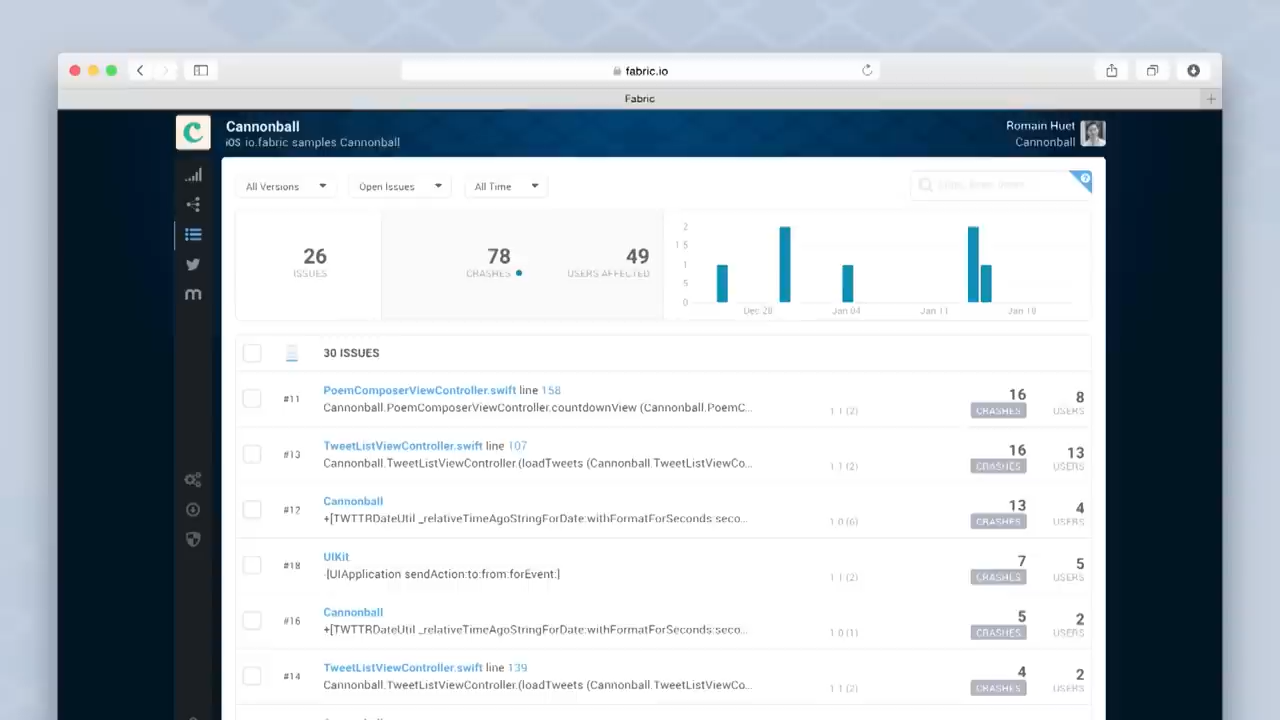 fabric.io
Fabric
Cannonball
iOS io.fabric samples Cannonball
Romain Huet
Cannonball
All Versions
Open Issues
All Time
26
ISSUES
78
CRASHES
49
USERS AFFECTED
2
1 5
1
5
0
Dec 28
Jan 04
Jan 11
Jan 18
30 ISSUES
#11
PoemComposerViewController.swift line 158
Cannonball.PoemComposerViewController.countdownView (Cannonball.PoemC...
1 1 (2)
16
CRASHES
8
USERS
#13
TweetListViewController.swift line 107
Cannonball.TweetListViewController.(loadTweets (Cannonball.TweetListViewCo...
1 1 (2)
16
CRASHES
13
USERS
#12
Cannonball
+[TWTTRDateUtil _relativeTimeAgoStringForDate:withFormatForSeconds:seco...
1 0 (6)
13
CRASHES
4
USERS
#18
UIKit
-[UIApplication sendAction:to:from:forEvent:]
1 1 (2)
7
CRASHES
5
USERS
#16
Cannonball
+[TWTTRDateUtil _relativeTimeAgoStringForDate:withFormatForSeconds:seco...
1 0 (1)
5
CRASHES
2
USERS
#14
TweetListViewController.swift line 139
Cannonball.TweetListViewController.(loadTweets (Cannonball.TweetListViewCo...
1 1 (2)
4
CRASHES
2
USERS